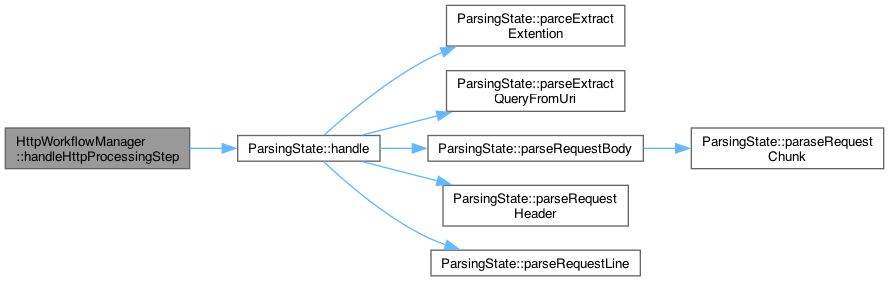 HttpWorkflowManager
::handleHttpProcessingStep
ParsingState::handle
ParsingState::parceExtract
Extention
ParsingState::parseExtract
QueryFromUri
ParsingState::parseRequestBody
ParsingState::paraseRequest
Chunk
ParsingState::parseRequest
Header
ParsingState::parseRequestLine